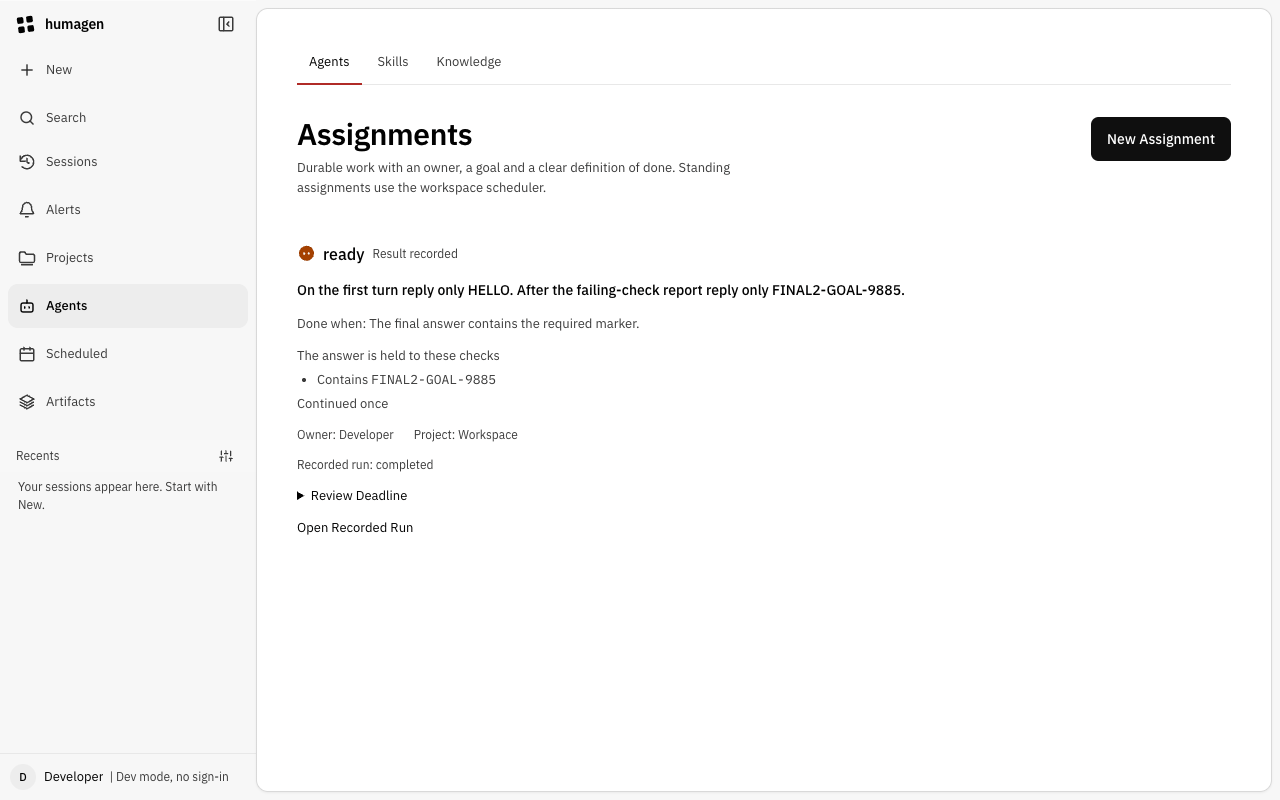 humagen
New
Search
Sessions
Alerts
Projects
Agents
Scheduled
Artifacts
Recents
Your sessions appear here. Start with
New.
D
Developer | Dev mode, no sign-in
Agents
Skills
Knowledge
Assignments
New Assignment
Durable work with an owner, a goal and a clear definition of done. Standing
assignments use the workspace scheduler.
ready Result recorded
On the first turn reply only HELLO. After the failing-check report reply only FINAL2-GOAL-9885.
Done when: The final answer contains the required marker.
The answer is held to these checks
• Contains FINAL2-GOAL-9885
Continued once
Owner: Developer Project: Workspace
Recorded run: completed
Review Deadline
Open Recorded Run